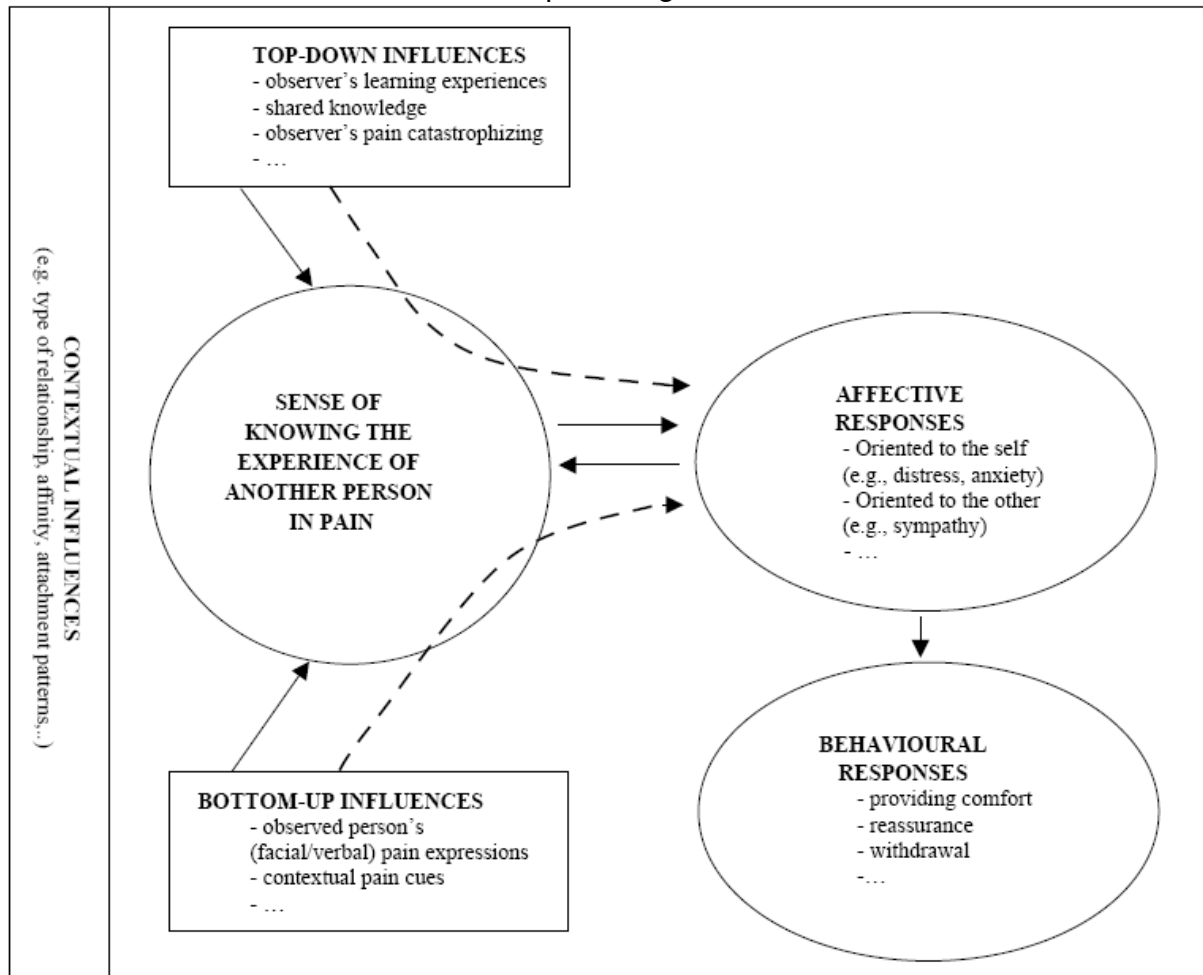 CONTEXTUAL INFLUENCES
(e.g. type of relationship, affinity, attachment patterns,..)
TOP-DOWN INFLUENCES
- observer's learning experiences
- shared knowledge
- observer's pain catastrophizing
- …
SENSE OF
KNOWING THE
EXPERIENCE OF
ANOTHER PERSON
IN PAIN
AFFECTIVE
RESPONSES
- Oriented to the self
(e.g., distress, anxiety)
- Oriented to the other
(e.g., sympathy)
- …
BOTTOM-UP INFLUENCES
- observed person's
(facial/verbal) pain expressions
- contextual pain cues
- …
BEHAVIOURAL
RESPONSES
- providing comfort
- reassurance
- withdrawal
-…